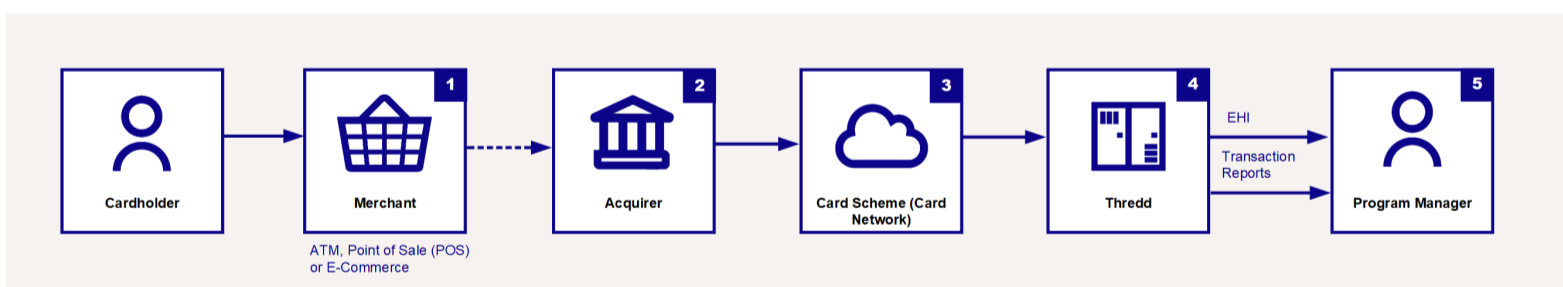 1
2
3
4
5
EHI
Transaction
Reports
Cardholder
Merchant
Acquirer
Card Scheme (Card
Network)
Thredd
Program Manager
ATM, Point of Sale (POS)
or E-Commerce